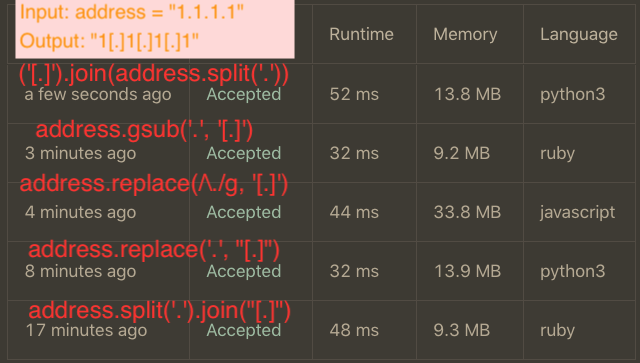 Input: address = "1.1.1.1"
Output: "1[.]1[.]1[.]1"
Runtime Memory Language
('[.]').join(address.split('.'))
a few seconds ago Accepted 52 ms 13.8 MB python3
address.gsub('.', '[.]')
3 minutes ago Accepted 32 ms 9.2 MB ruby
address.replace(/\./g, '[.]')
4 minutes ago Accepted 44 ms 33.8 MB javascript
address.replace('.', "[.]")
8 minutes ago Accepted 32 ms 13.9 MB python3
address.split('.').join("[.]")
17 minutes ago Accepted 48 ms 9.3 MB ruby